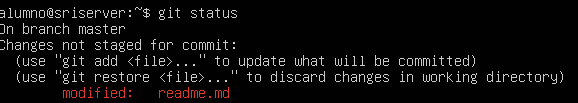 alumno@sriserver:~$ git status
On branch master
Changes not staged for commit:
  (use "git add <file>..." to update what will be committed)
  (use "git restore <file>..." to discard changes in working directory)
        modified:   readme.md